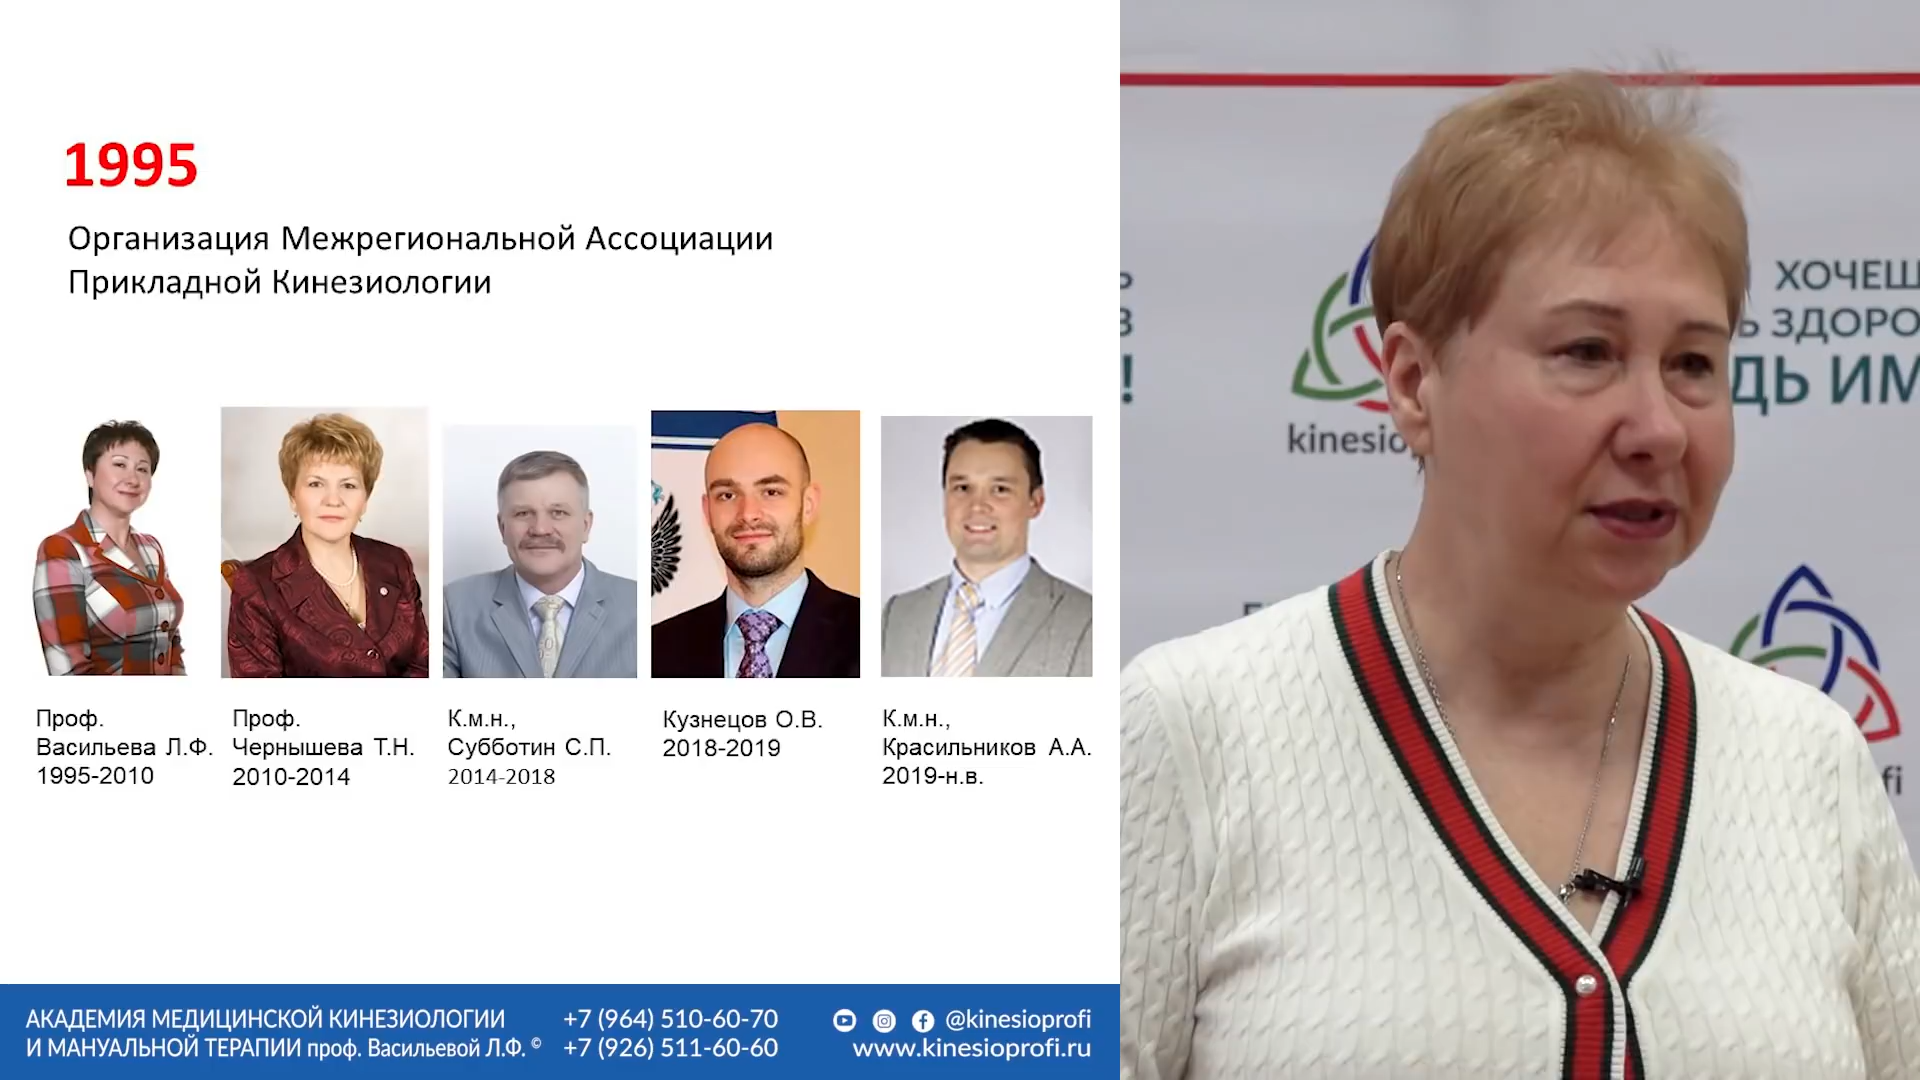 1995
Организация Межрегиональной Ассоциации
Прикладной Кинезиологии
Проф.
Васильева Л.Ф.
1995-2010
Проф.
Чернышева Т.Н.
2010-2014
К.м.н.,
Субботин С.П.
2014-2018
Кузнецов О.В.
2018-2019
К.м.н.,
Красильников А.А.
2019-н.в.
АКАДЕМИЯ МЕДИЦИНСКОЙ КИНЕЗИОЛОГИИ
И МАНУАЛЬНОЙ ТЕРАПИИ проф. Васильевой Л.Ф. ©
+7 (964) 510-60-70
+7 (926) 511-60-60
@kinesioprofi
www.kinesioprofi.ru
ХОЧЕШ
Ь ЗДОРО
ДЬ ИМ
kinesio
fi